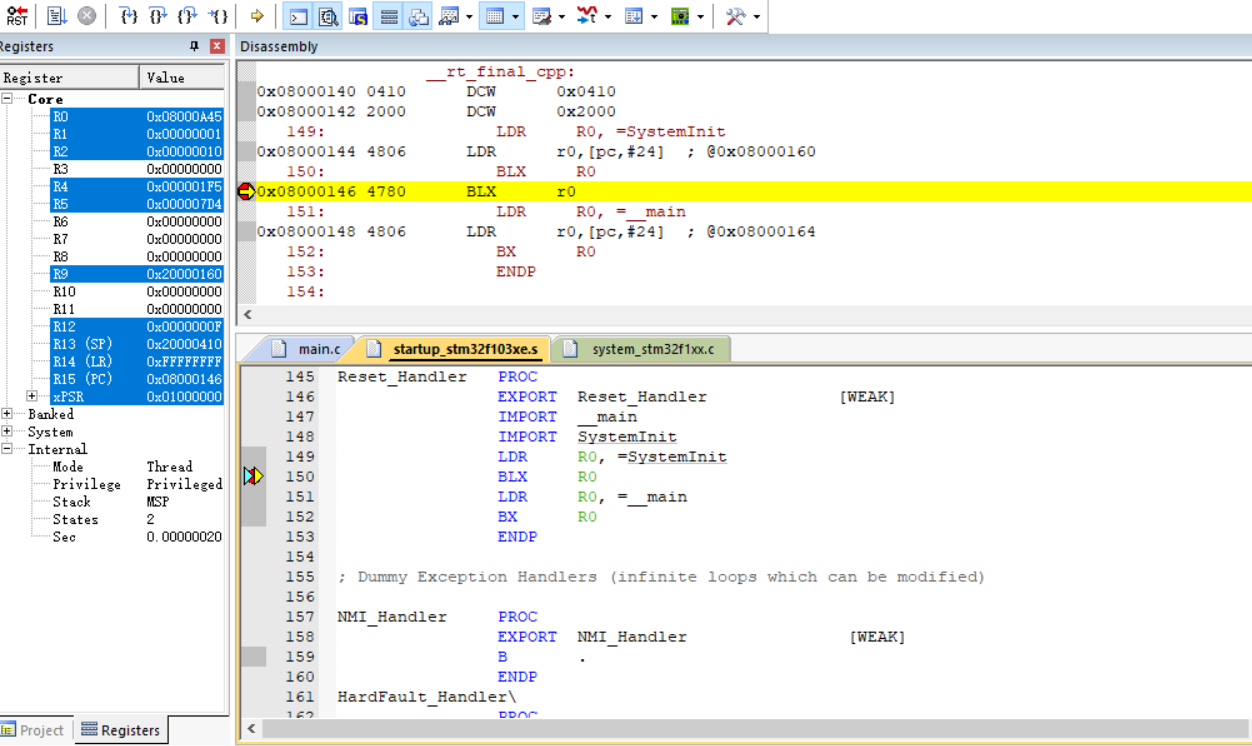 RST
Registers
Register Value
Core
R0 0x08000A45
R1 0x00000001
R2 0x00000010
R3 0x00000000
R4 0x000001F5
R5 0x000007D4
R6 0x00000000
R7 0x00000000
R8 0x00000000
R9 0x20000160
R10 0x00000000
R11 0x00000000
R12 0x0000000F
R13 (SP) 0x20000410
R14 (LR) 0xFFFFFFFF
R15 (PC) 0x08000146
xPSR 0x01000000
Banked
System
Internal
Mode Thread
Privilege Privileged
Stack MSP
States 2
Sec 0.00000020
Project Registers
Disassembly
__rt_final_cpp:
0x08000140 0410 DCW 0x0410
0x08000142 2000 DCW 0x2000
149: LDR R0, =SystemInit
0x08000144 4806 LDR r0,[pc,#24] ; @0x08000160
150: BLX R0
0x08000146 4780 BLX r0
151: LDR R0, =__main
0x08000148 4806 LDR r0,[pc,#24] ; @0x08000164
152: BX R0
153: ENDP
154:
main.c startup_stm32f103xe.s system_stm32f1xx.c
145 Reset_Handler PROC
146 EXPORT Reset_Handler [WEAK]
147 IMPORT __main
148 IMPORT SystemInit
149 LDR R0, =SystemInit
150 BLX R0
151 LDR R0, =__main
152 BX R0
153 ENDP
154
155 ; Dummy Exception Handlers (infinite loops which can be modified)
156
157 NMI_Handler PROC
158 EXPORT NMI_Handler [WEAK]
159 B .
160 ENDP
161 HardFault_Handler\
162 PROC